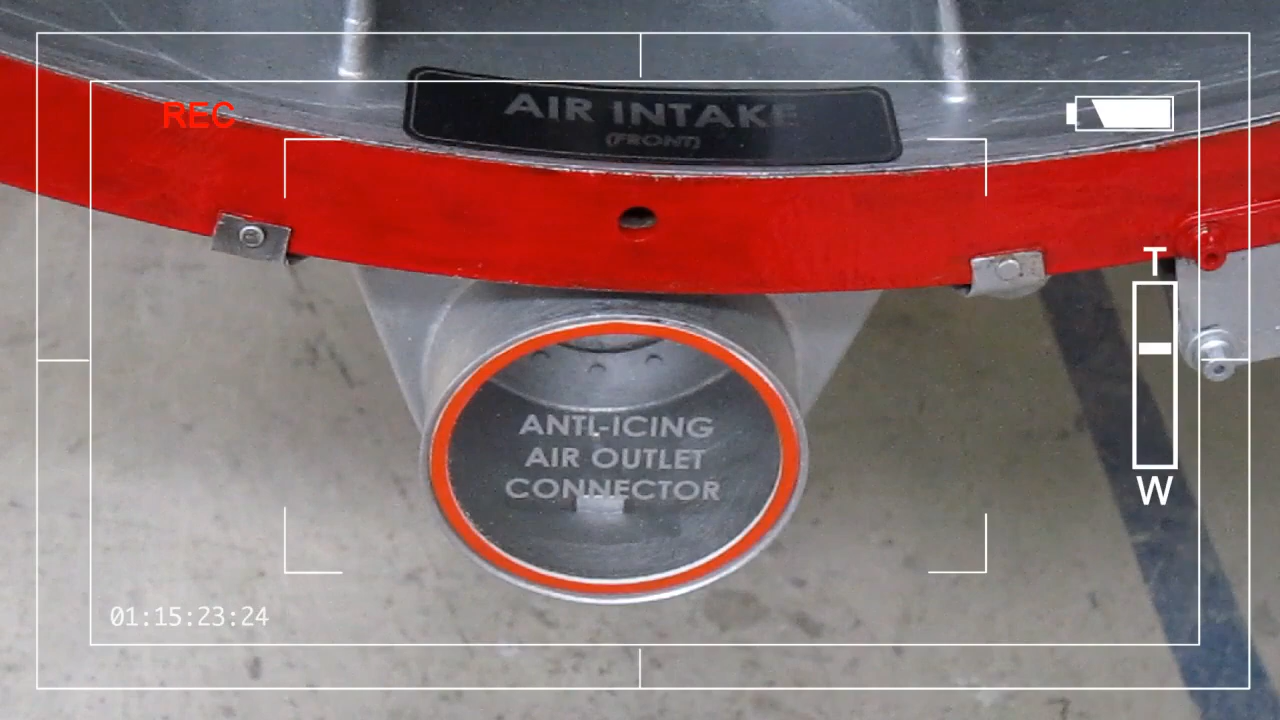 AIR INTAKE
(FRONT)
REC
T
W
ANTI-ICING
AIR OUTLET
CONNECTOR
01:15:23:24